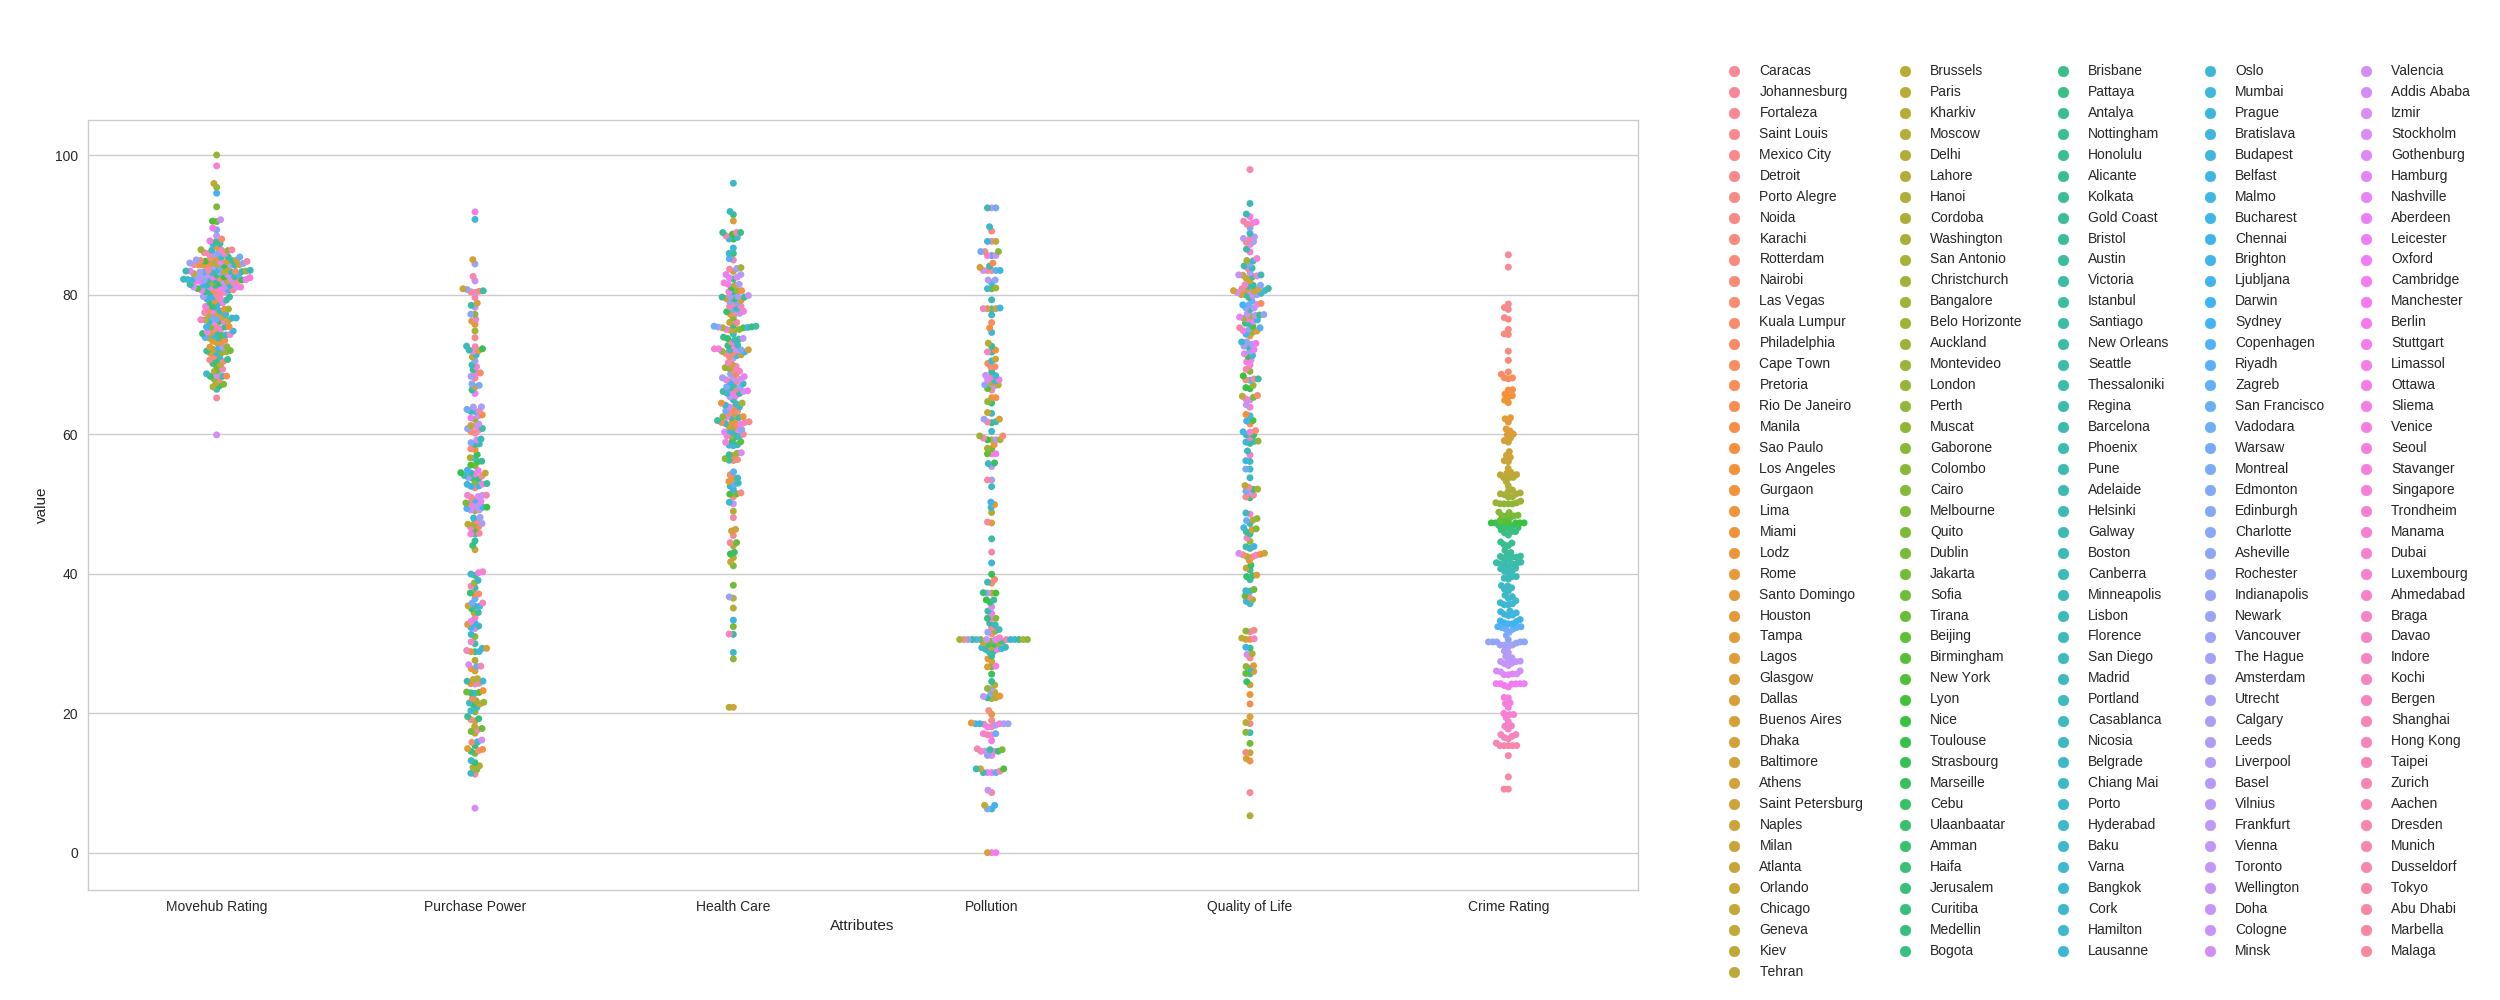 100
80
60
40
20
0
value
Movehub Rating
Purchase Power
Health Care
Pollution
Quality of Life
Crime Rating
Attributes
Caracas
Johannesburg
Fortaleza
Saint Louis
Mexico City
Detroit
Porto Alegre
Noida
Karachi
Rotterdam
Nairobi
Las Vegas
Kuala Lumpur
Philadelphia
Cape Town
Pretoria
Rio De Janeiro
Manila
Sao Paulo
Los Angeles
Gurgaon
Lima
Miami
Lodz
Rome
Santo Domingo
Houston
Tampa
Lagos
Glasgow
Dallas
Buenos Aires
Dhaka
Baltimore
Athens
Saint Petersburg
Naples
Milan
Atlanta
Orlando
Chicago
Geneva
Kiev
Tehran
Brussels
Paris
Kharkiv
Moscow
Delhi
Lahore
Hanoi
Cordoba
Washington
San Antonio
Christchurch
Bangalore
Belo Horizonte
Auckland
Montevideo
London
Perth
Muscat
Gaborone
Colombo
Cairo
Melbourne
Quito
Dublin
Jakarta
Sofia
Tirana
Beijing
Birmingham
New York
Lyon
Nice
Toulouse
Strasbourg
Marseille
Cebu
Ulaanbaatar
Amman
Haifa
Jerusalem
Curitiba
Medellin
Bogota
Brisbane
Pattaya
Antalya
Nottingham
Honolulu
Alicante
Kolkata
Gold Coast
Bristol
Austin
Victoria
Istanbul
Santiago
New Orleans
Seattle
Thessaloniki
Regina
Barcelona
Phoenix
Pune
Adelaide
Helsinki
Galway
Boston
Canberra
Minneapolis
Lisbon
Florence
San Diego
Madrid
Portland
Casablanca
Nicosia
Belgrade
Chiang Mai
Porto
Hyderabad
Baku
Varna
Bangkok
Cork
Hamilton
Lausanne
Oslo
Mumbai
Prague
Bratislava
Budapest
Belfast
Malmo
Bucharest
Chennai
Brighton
Ljubljana
Darwin
Sydney
Copenhagen
Riyadh
Zagreb
San Francisco
Vadodara
Warsaw
Montreal
Edmonton
Edinburgh
Charlotte
Asheville
Rochester
Indianapolis
Newark
Vancouver
The Hague
Amsterdam
Utrecht
Calgary
Leeds
Liverpool
Basel
Vilnius
Frankfurt
Vienna
Toronto
Wellington
Doha
Cologne
Minsk
Valencia
Addis Ababa
Izmir
Stockholm
Gothenburg
Hamburg
Nashville
Aberdeen
Leicester
Oxford
Cambridge
Manchester
Berlin
Stuttgart
Limassol
Ottawa
Sliema
Venice
Seoul
Stavanger
Singapore
Trondheim
Manama
Dubai
Luxembourg
Ahmedabad
Braga
Davao
Indore
Kochi
Bergen
Shanghai
Hong Kong
Taipei
Zurich
Aachen
Dresden
Munich
Dusseldorf
Tokyo
Abu Dhabi
Marbella
Malaga